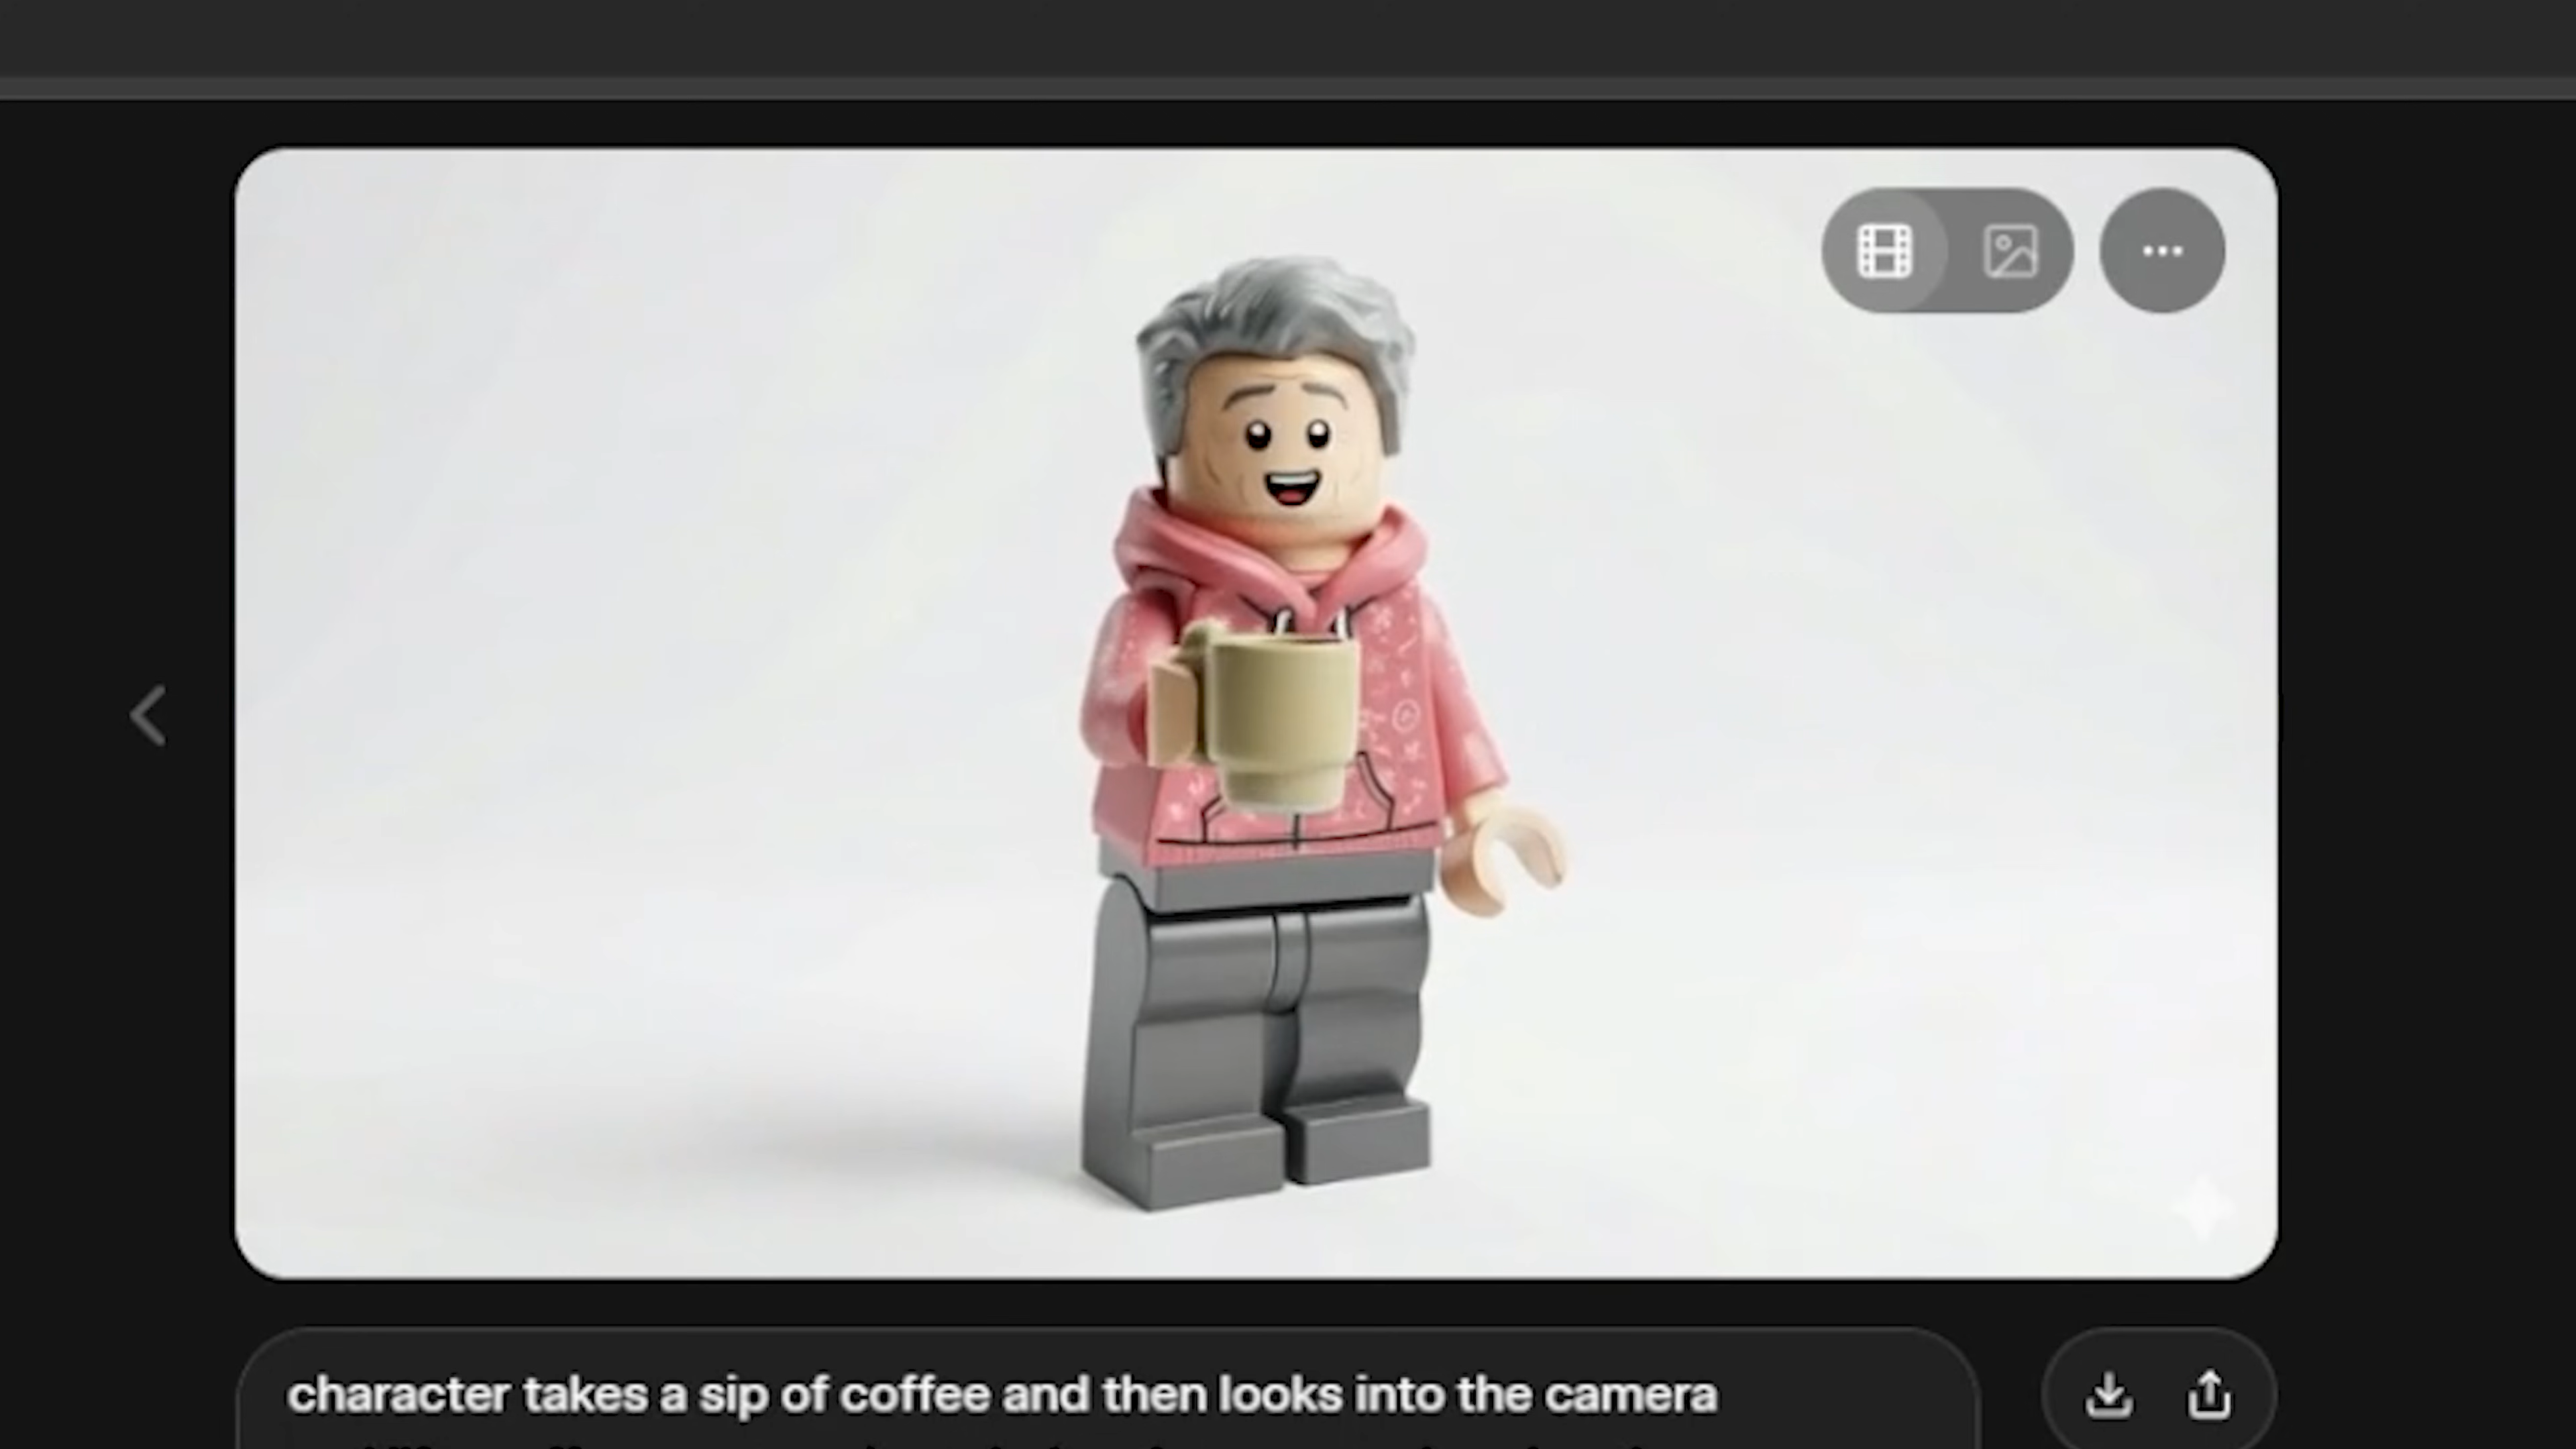 character takes a sip of coffee and then looks into the camera